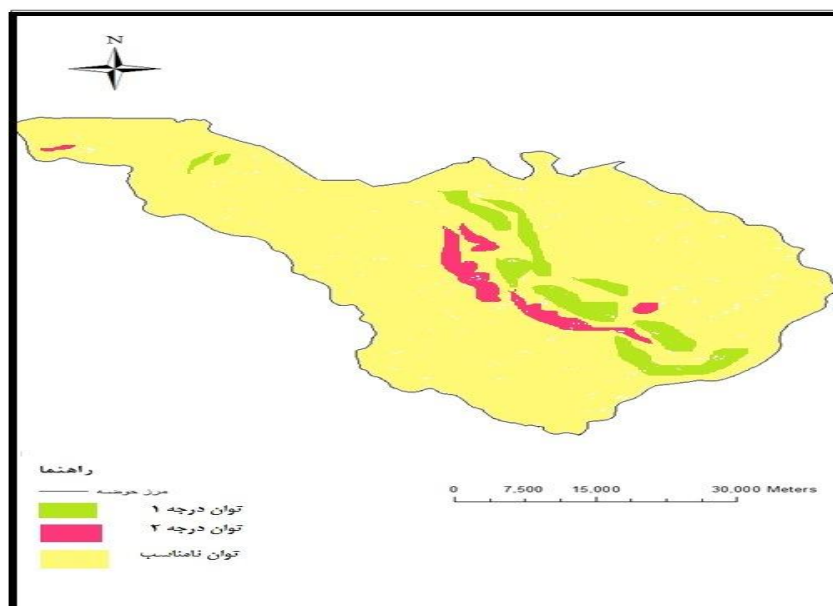 N
راهنما
مرز حوضه
توان درجه ۱
توان درجه ۲
توان نامناسب
0 7,500 15,000 30,000 Meters